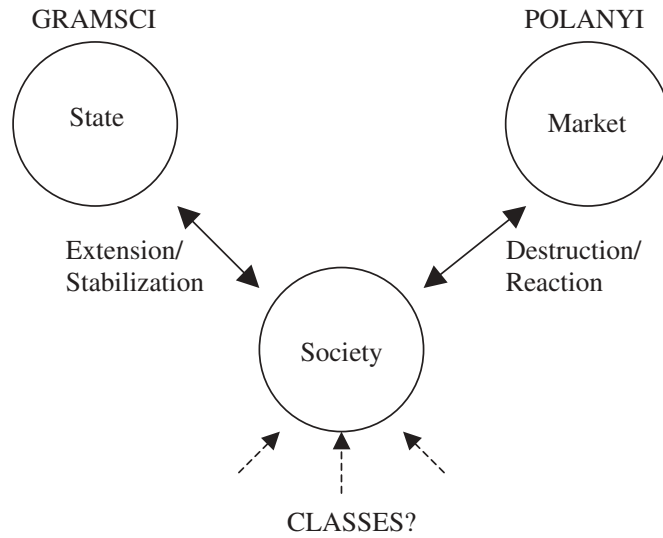 GRAMSCI
POLANYI
State
Market
Extension/
Stabilization
Destruction/
Reaction
Society
CLASSES?